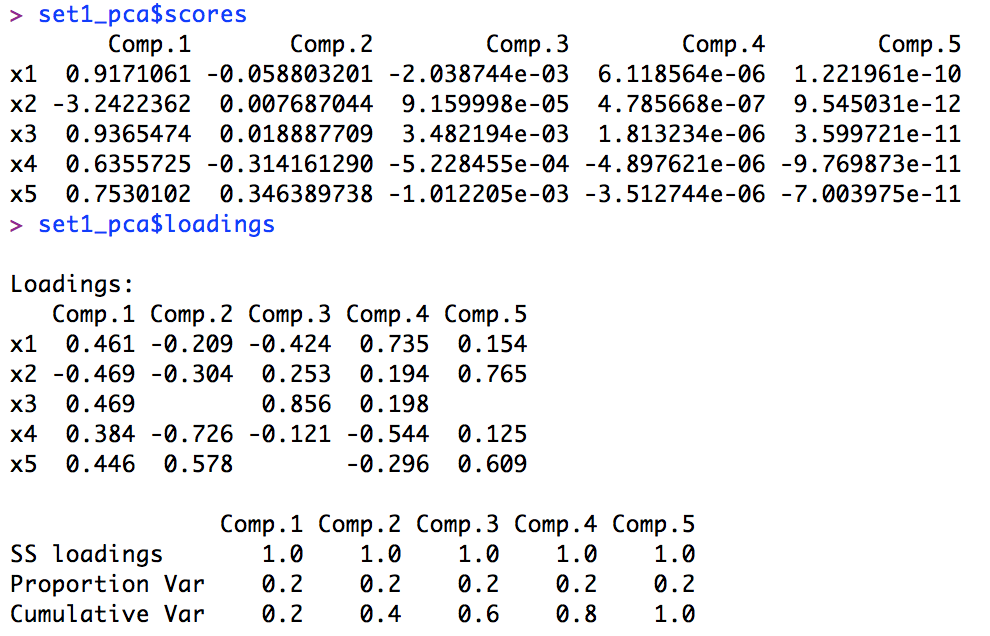 > set1_pca$scores
Comp.1 Comp.2 Comp.3 Comp.4 Comp.5
x1 0.9171061 -0.058803201 -2.038744e-03 6.118564e-06 1.221961e-10
x2 -3.2422362 0.007687044 9.159998e-05 4.785668e-07 9.545031e-12
x3 0.9365474 0.018887709 3.482194e-03 1.813234e-06 3.599721e-11
x4 0.6355725 -0.314161290 -5.228455e-04 -4.897621e-06 -9.769873e-11
x5 0.7530102 0.346389738 -1.012205e-03 -3.512744e-06 -7.003975e-11
> set1_pca$loadings
Loadings:
Comp.1 Comp.2 Comp.3 Comp.4 Comp.5
x1 0.461 -0.209 -0.424 0.735 0.154
x2 -0.469 -0.304 0.253 0.194 0.765
x3 0.469 0.856 0.198
x4 0.384 -0.726 -0.121 -0.544 0.125
x5 0.446 0.578 -0.296 0.609
Comp.1 Comp.2 Comp.3 Comp.4 Comp.5
SS loadings 1.0 1.0 1.0 1.0 1.0
Proportion Var 0.2 0.2 0.2 0.2 0.2
Cumulative Var 0.2 0.4 0.6 0.8 1.0